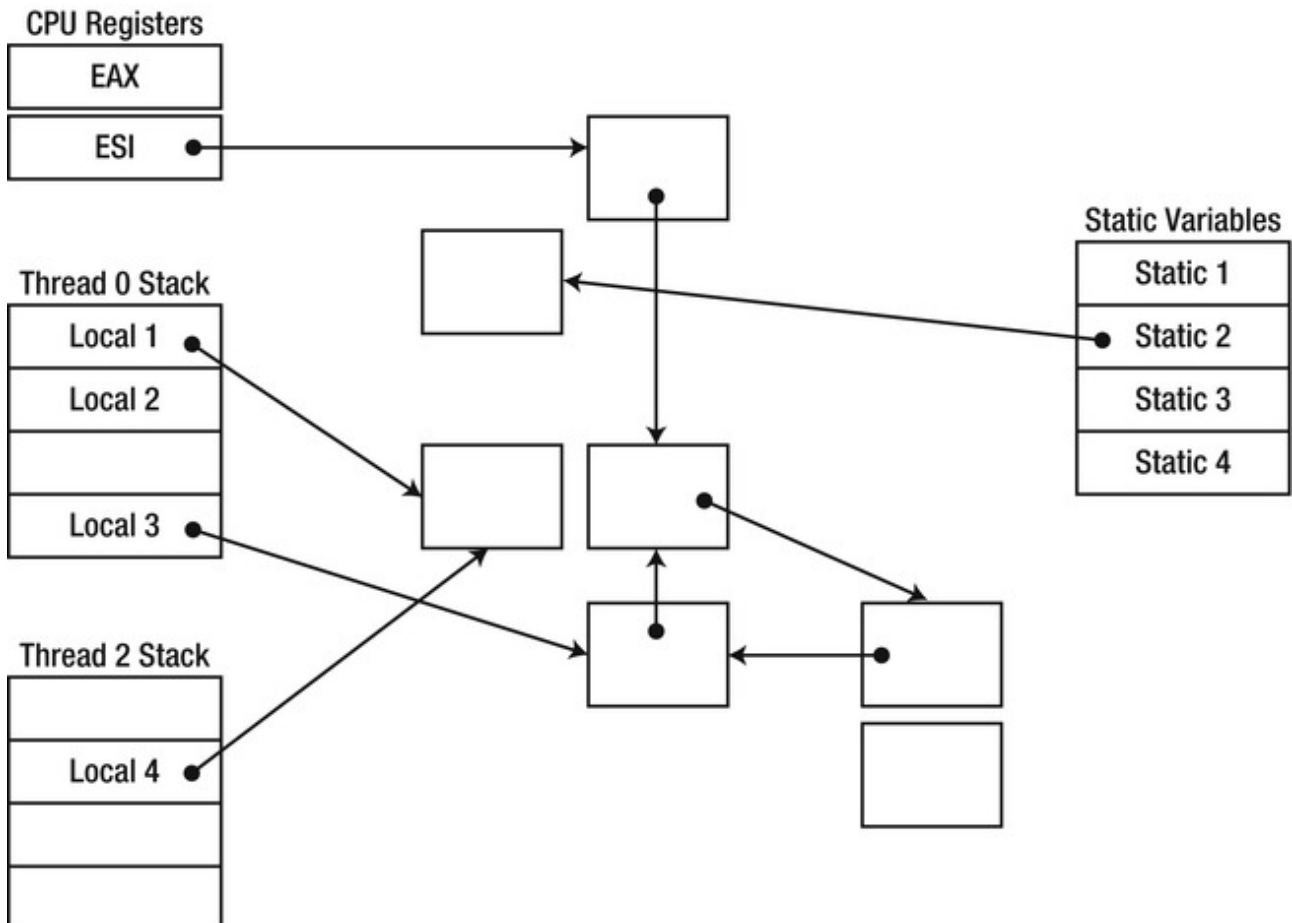 CPU Registers
EAX
ESI
Static Variables
Static 1
Static 2
Static 3
Static 4
Thread 0 Stack
Local 1
Local 2
Local 3
Thread 2 Stack
Local 4